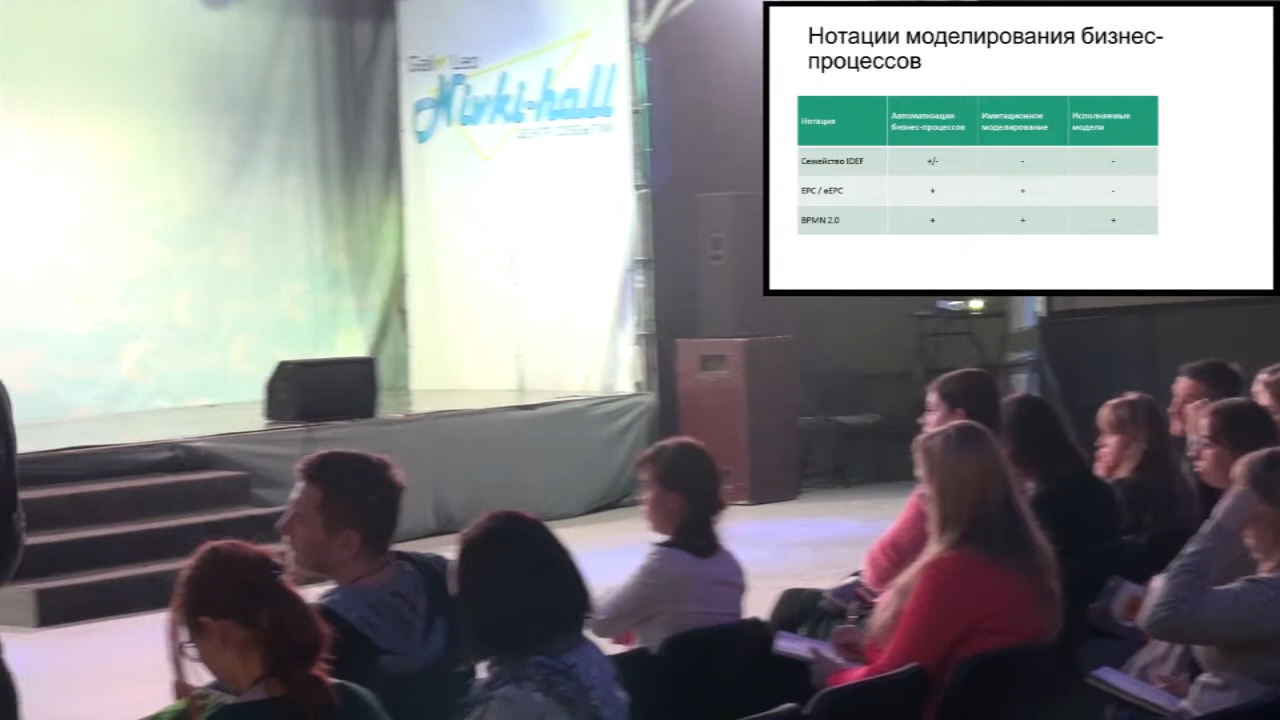 Nivki-hall
Нотации моделирования бизнес-
процессов
Нотация
Автоматизация
бизнес-процессов
Имитационное
моделирование
Исполняемые
модели
Семейство IDEF +/- - -
EPC / eEPC + + -
BPMN 2.0 + + +